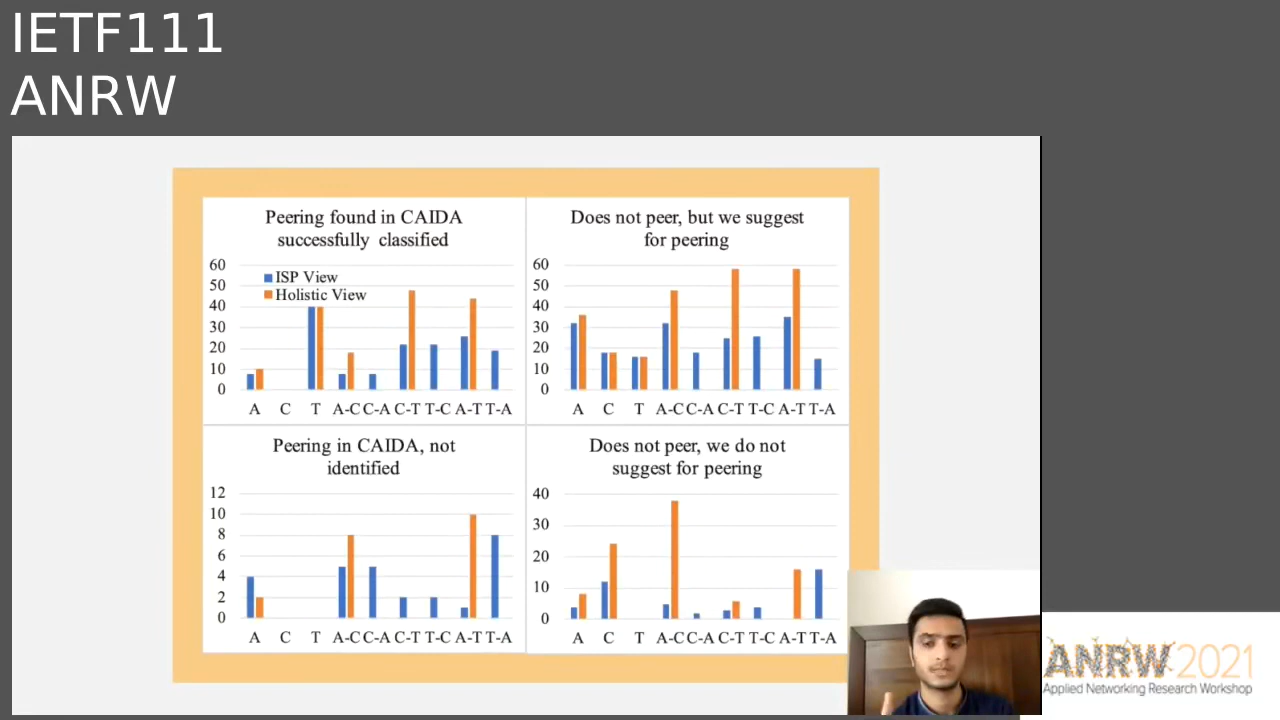 IETF111
ANRW
Peering found in CAIDA
successfully classified
60
50
40
30
20
10
0
ISP View
Holistic View
A C T A-C C-A C-T T-C A-T T-A
Does not peer, but we suggest
for peering
60
50
40
30
20
10
0
A C T A-C C-A C-T T-C A-T T-A
Peering in CAIDA, not
identified
12
10
8
6
4
2
0
A C T A-C C-A C-T T-C A-T T-A
Does not peer, we do not
suggest for peering
40
30
20
10
0
A C T A-C C-A C-T T-C A-T T-A
ANRW 2021
Applied Networking Research Workshop